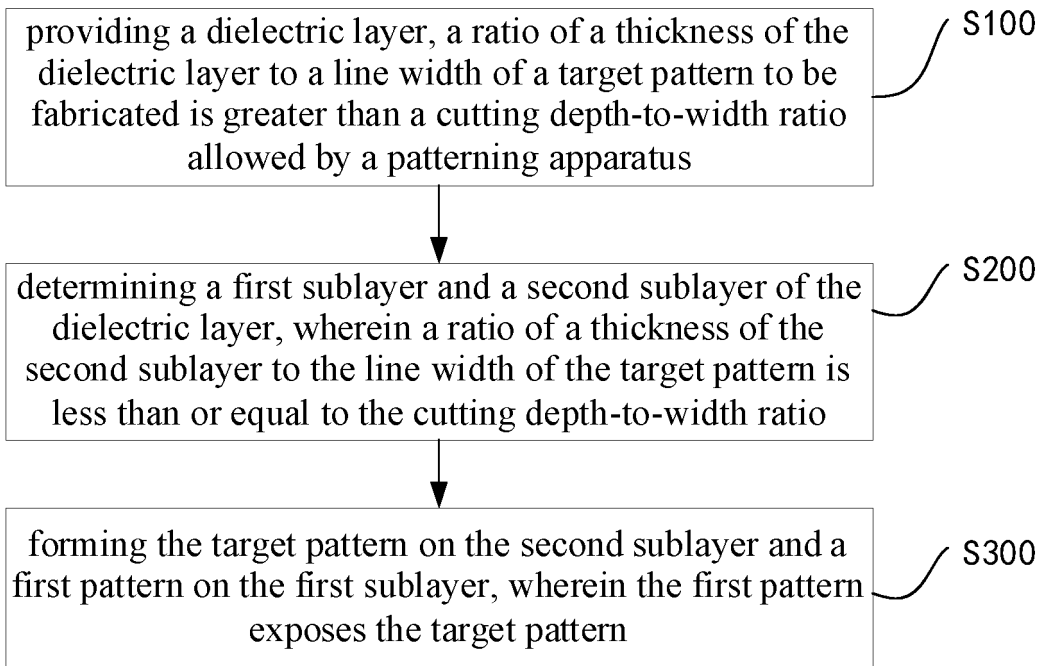 providing a dielectric layer, a ratio of a thickness of the
dielectric layer to a line width of a target pattern to be
fabricated is greater than a cutting depth-to-width ratio
allowed by a patterning apparatus
S100
determining a first sublayer and a second sublayer of the
dielectric layer, wherein a ratio of a thickness of the
second sublayer to the line width of the target pattern is
less than or equal to the cutting depth-to-width ratio
S200
forming the target pattern on the second sublayer and a
first pattern on the first sublayer, wherein the first pattern
exposes the target pattern
S300